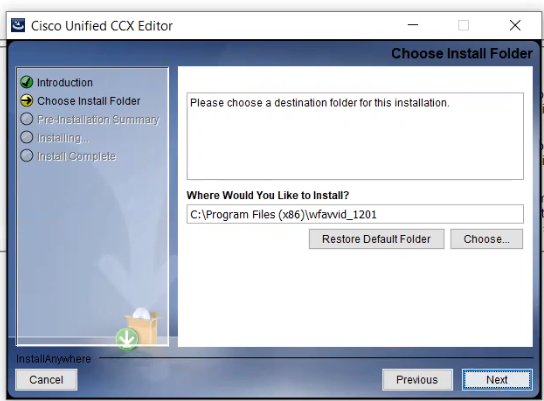 Cisco Unified CCX Editor
Choose Install Folder
Introduction
Choose Install Folder
Pre-Installation Summary
Installing...
Install Complete
Please choose a destination folder for this installation.
Where Would You Like to Install?
C:\Program Files (x86)\wfavvid_1201
Restore Default Folder
Choose...
InstallAnywhere
Cancel
Previous
Next